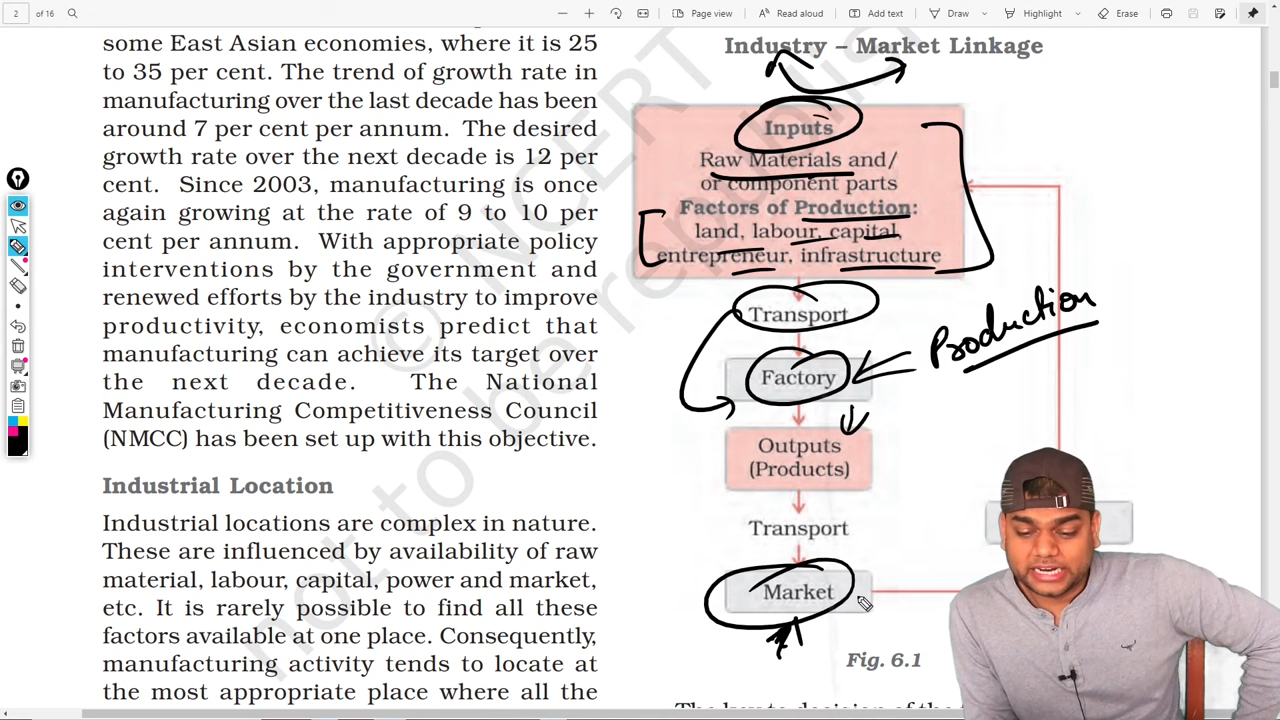 2
of 16
Page view
Read aloud
Add text
Draw
Highlight
Erase
some East Asian economies, where it is 25
to 35 per cent. The trend of growth rate in
manufacturing over the last decade has been
around 7 per cent per annum. The desired
growth rate over the next decade is 12 per
cent. Since 2003, manufacturing is once
again growing at the rate of 9 to 10 per
cent per annum. With appropriate policy
interventions by the government and
renewed efforts by the industry to improve
productivity, economists predict that
manufacturing can achieve its target over
the next decade. The National
Manufacturing Competitiveness Council
(NMCC) has been set up with this objective.
Industrial Location
Industrial locations are complex in nature.
These are influenced by availability of raw
material, labour, capital, power and market,
etc. It is rarely possible to find all these
factors available at one place. Consequently,
manufacturing activity tends to locate at
the most appropriate place where all the
Industry – Market Linkage
Inputs
Raw Materials and/
or component parts
Factors of Production:
land, labour, capital,
entrepreneur, infrastructure
Transport
Factory
Production
Outputs
(Products)
Transport
Market
Fig. 6.1
© NCERT
not to be republis